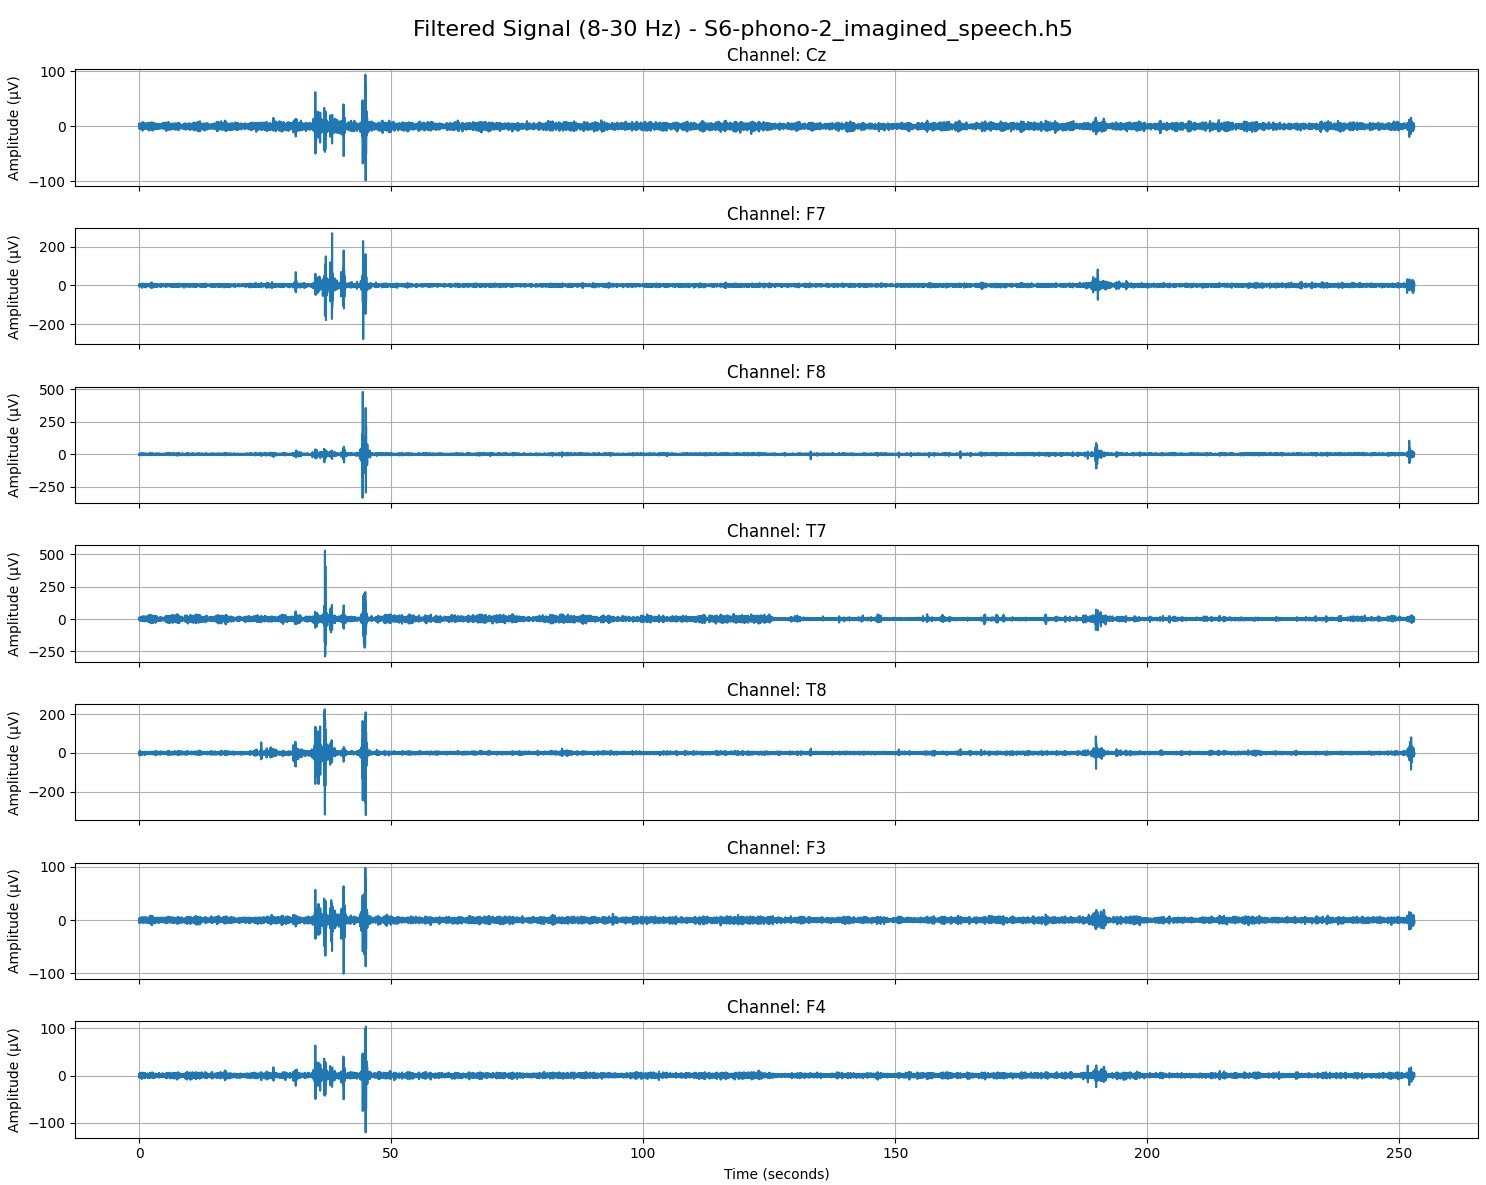 Filtered Signal (8-30 Hz) - S6-phono-2_imagined_speech.h5
Channel: Cz
Amplitude (µV)
100
0
−100
Channel: F7
Amplitude (µV)
200
0
−200
Channel: F8
Amplitude (µV)
500
250
0
−250
Channel: T7
Amplitude (µV)
500
250
0
−250
Channel: T8
Amplitude (µV)
200
0
−200
Channel: F3
Amplitude (µV)
100
0
−100
Channel: F4
Amplitude (µV)
100
0
−100
0 50 100 150 200 250
Time (seconds)